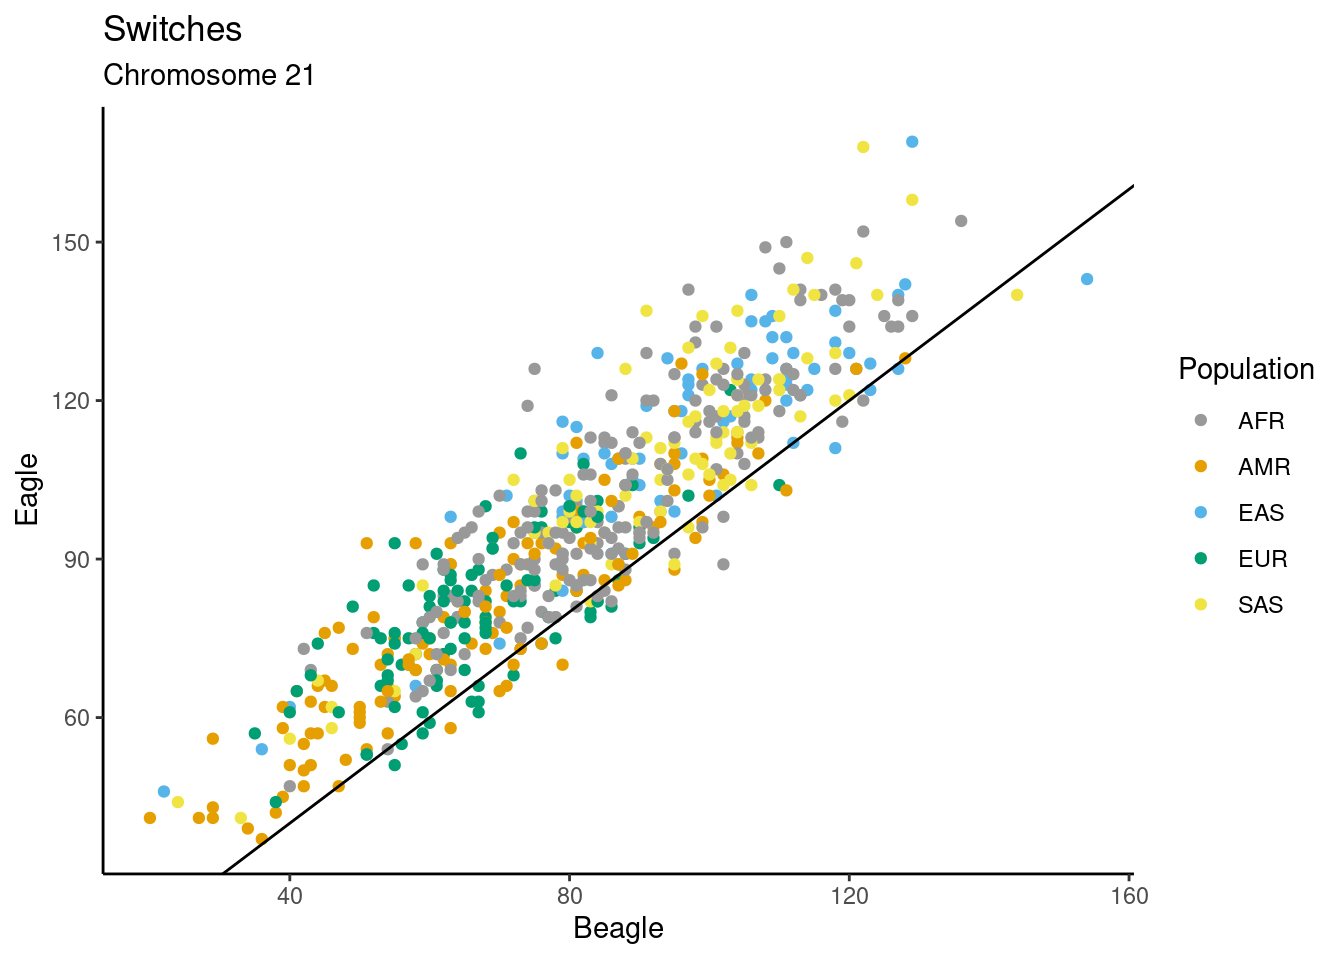 Switches
Chromosome 21
150
120
90
60
Eagle
40
80
120
160
Beagle
Population
AFR
AMR
EAS
EUR
SAS